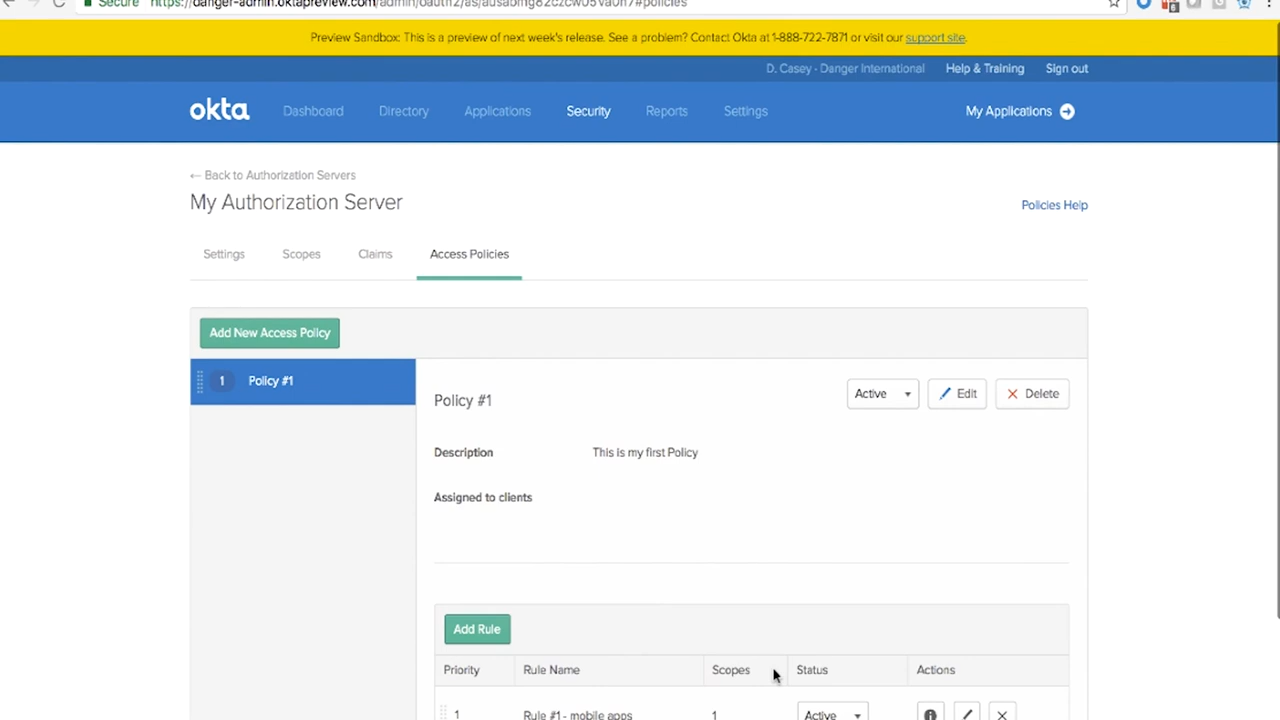 Secure https://danger-admin.oktapreview.com/admin/oauth2/as/
#policies
Preview Sandbox: This is a preview of next week's release. See a problem? Contact Okta at 1-888-722-7871 or visit our support site.
D. Casey - Danger International Help & Training Sign out
okta Dashboard Directory Applications Security Reports Settings My Applications
← Back to Authorization Servers
My Authorization Server
Policies Help
Settings Scopes Claims Access Policies
Add New Access Policy
1 Policy #1
Policy #1 Active Edit Delete
Description This is my first Policy
Assigned to clients
Add Rule
Priority Rule Name Scopes Status Actions
1 Rule #1 - mobile apps 1 Active